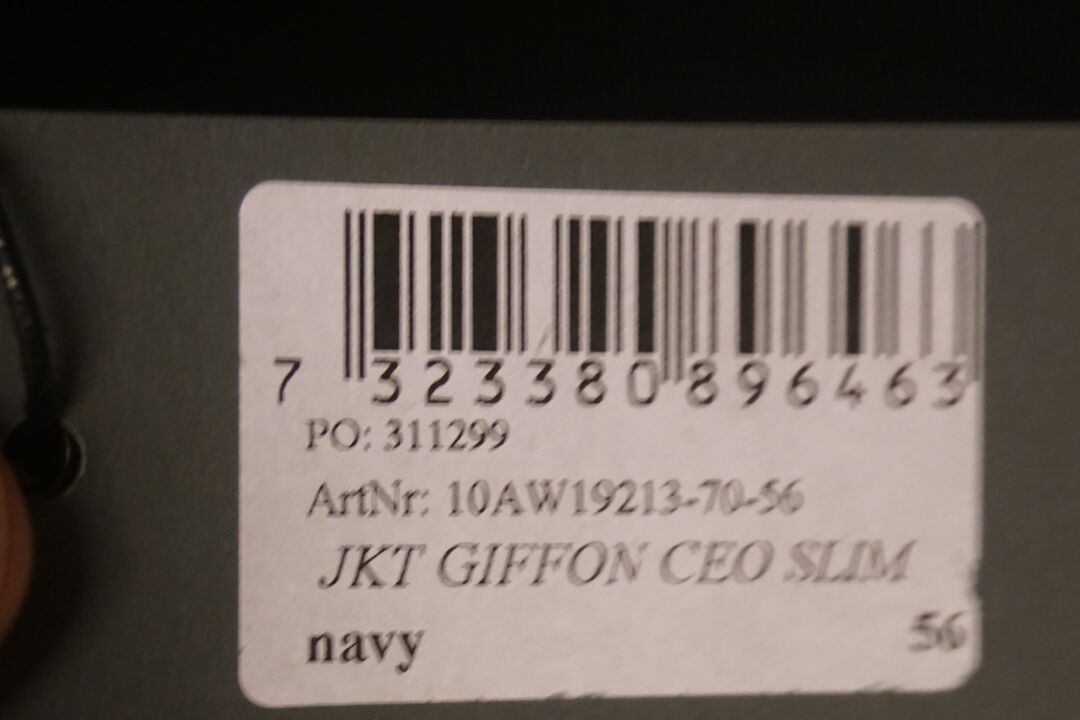 7 323380 896463
PO: 311299
ArtNr: 10AW19213-70-56
JKT GIFFON CEO SLIM
navy 56